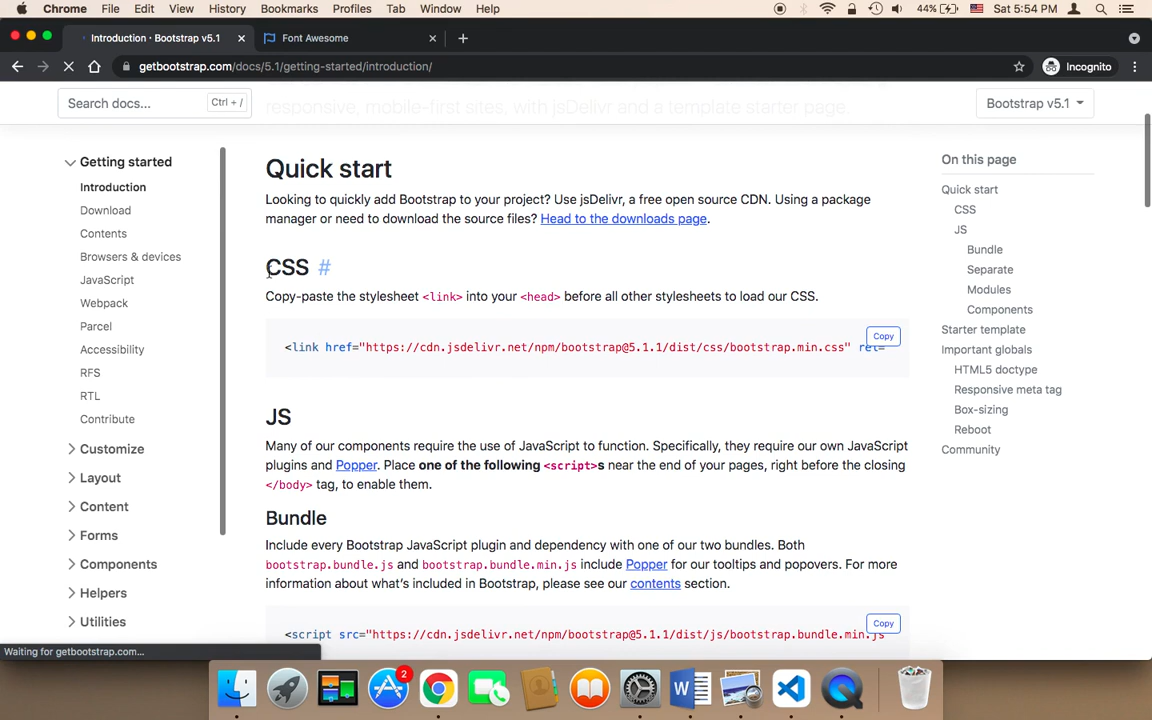 Chrome File Edit View History Bookmarks Profiles Tab Window Help 44% Sat 5:54 PM
Introduction · Bootstrap v5.1 Font Awesome
getbootstrap.com/docs/5.1/getting-started/introduction/ Incognito
Search docs... Ctrl + / responsive, mobile-first sites, with jsDelivr and a template starter page. Bootstrap v5.1
Getting started
Introduction
Download
Contents
Browsers & devices
JavaScript
Webpack
Parcel
Accessibility
RFS
RTL
Contribute
Customize
Layout
Content
Forms
Components
Helpers
Utilities
Quick start
Looking to quickly add Bootstrap to your project? Use jsDelivr, a free open source CDN. Using a package
manager or need to download the source files? Head to the downloads page.
CSS #
Copy-paste the stylesheet <link> into your <head> before all other stylesheets to load our CSS.
Copy
<link href="https://cdn.jsdelivr.net/npm/bootstrap@5.1.1/dist/css/bootstrap.min.css" rel=
JS
Many of our components require the use of JavaScript to function. Specifically, they require our own JavaScript
plugins and Popper. Place one of the following <script>s near the end of your pages, right before the closing
</body> tag, to enable them.
Bundle
Include every Bootstrap JavaScript plugin and dependency with one of our two bundles. Both
bootstrap.bundle.js and bootstrap.bundle.min.js include Popper for our tooltips and popovers. For more
information about what's included in Bootstrap, please see our contents section.
Copy
<script src="https://cdn.jsdelivr.net/npm/bootstrap@5.1.1/dist/js/bootstrap.bundle.min.js
On this page
Quick start
CSS
JS
Bundle
Separate
Modules
Components
Starter template
Important globals
HTML5 doctype
Responsive meta tag
Box-sizing
Reboot
Community
Waiting for getbootstrap.com...
2